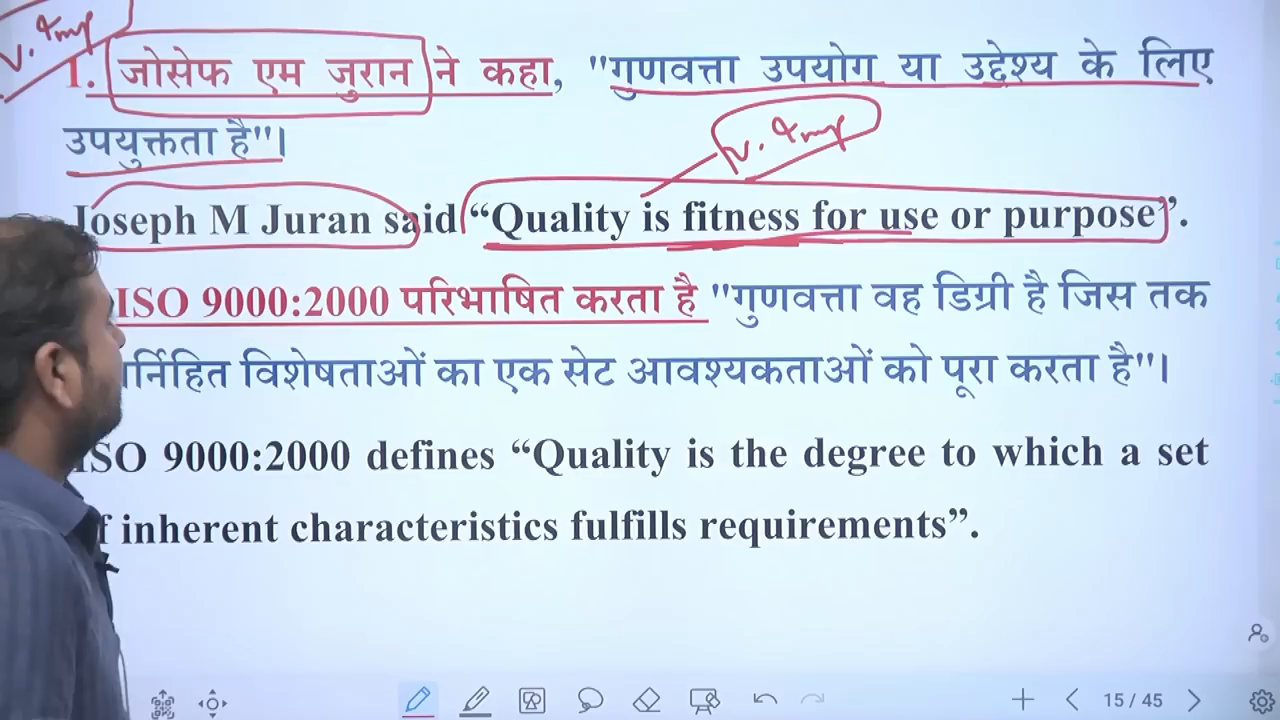 V. Imp
1. जोसेफ एम जुरान ने कहा, "गुणवत्ता उपयोग या उद्देश्य के लिए
उपयुक्तता है"।
V. Imp
Joseph M Juran said “Quality is fitness for use or purpose”.
ISO 9000:2000 परिभाषित करता है "गुणवत्ता वह डिग्री है जिस तक
विशेषताओं का एक सेट आवश्यकताओं को पूरा करता है"।
ISO 9000:2000 defines “Quality is the degree to which a set
inherent characteristics fulfills requirements”.
15 / 45